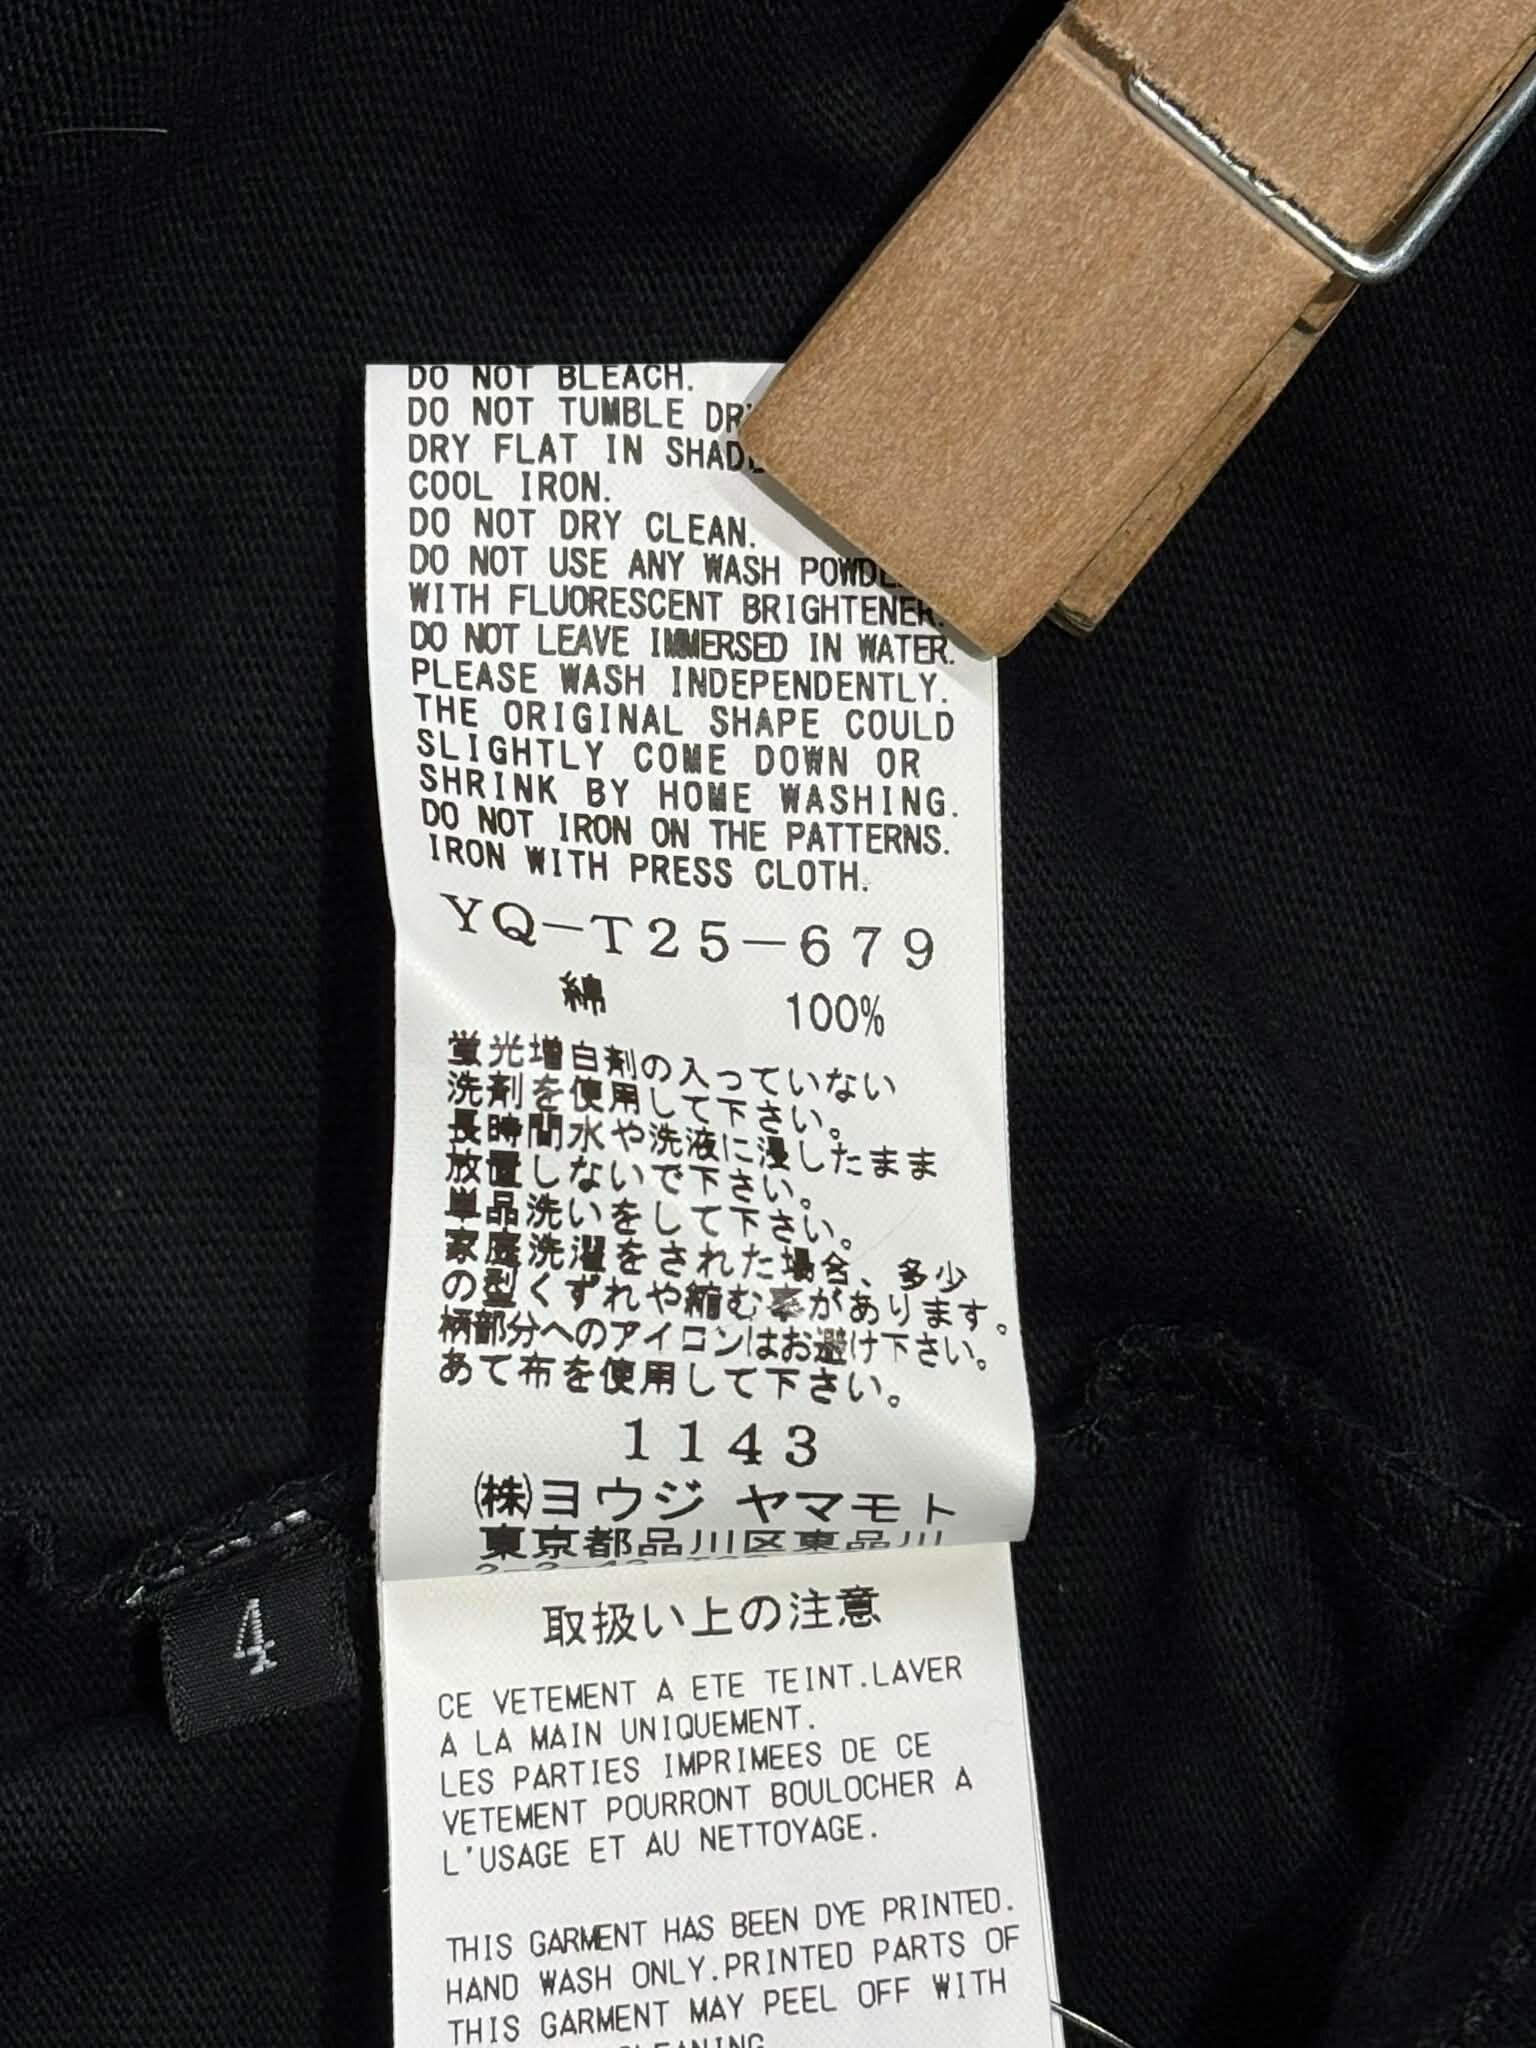 DO NOT BLEACH.
DO NOT TUMBLE
DRY FLAT IN
COOL IRON.
DO NOT DRY CLEAN.
DO NOT USE ANY WASH
WITH FLUORESCENT BRIGHTENER.
DO NOT LEAVE IMMERSED IN WATER.
PLEASE WASH INDEPENDENTLY.
THE ORIGINAL SHAPE COULD
SLIGHTLY COME DOWN OR
SHRINK BY HOME WASHING.
DO NOT IRON ON THE PATTERNS.
IRON WITH PRESS CLOTH.
YQ-T25-679
綿 100%
蛍光増白剤の入っていない
洗剤を使用して下さい。
長時間水や洗液に浸したまま
放置しないで下さい。
単品洗いをして下さい。
家庭洗濯をされた場合、多少
の型くずれや縮む事があります。
柄部分へのアイロンはお避け下さい。
あて布を使用して下さい。
1143
㈱ヨウジ ヤマモト
東京都品川区東品川
4
取扱い上の注意
CE VETEMENT A ETE TEINT.LAVER
A LA MAIN UNIQUEMENT.
LES PARTIES IMPRIMEES DE CE
VETEMENT POURRONT BOULOCHER A
L'USAGE ET AU NETTOYAGE.
THIS GARMENT HAS BEEN DYE PRINTED.
HAND WASH ONLY.PRINTED PARTS OF
THIS GARMENT MAY PEEL OFF WITH